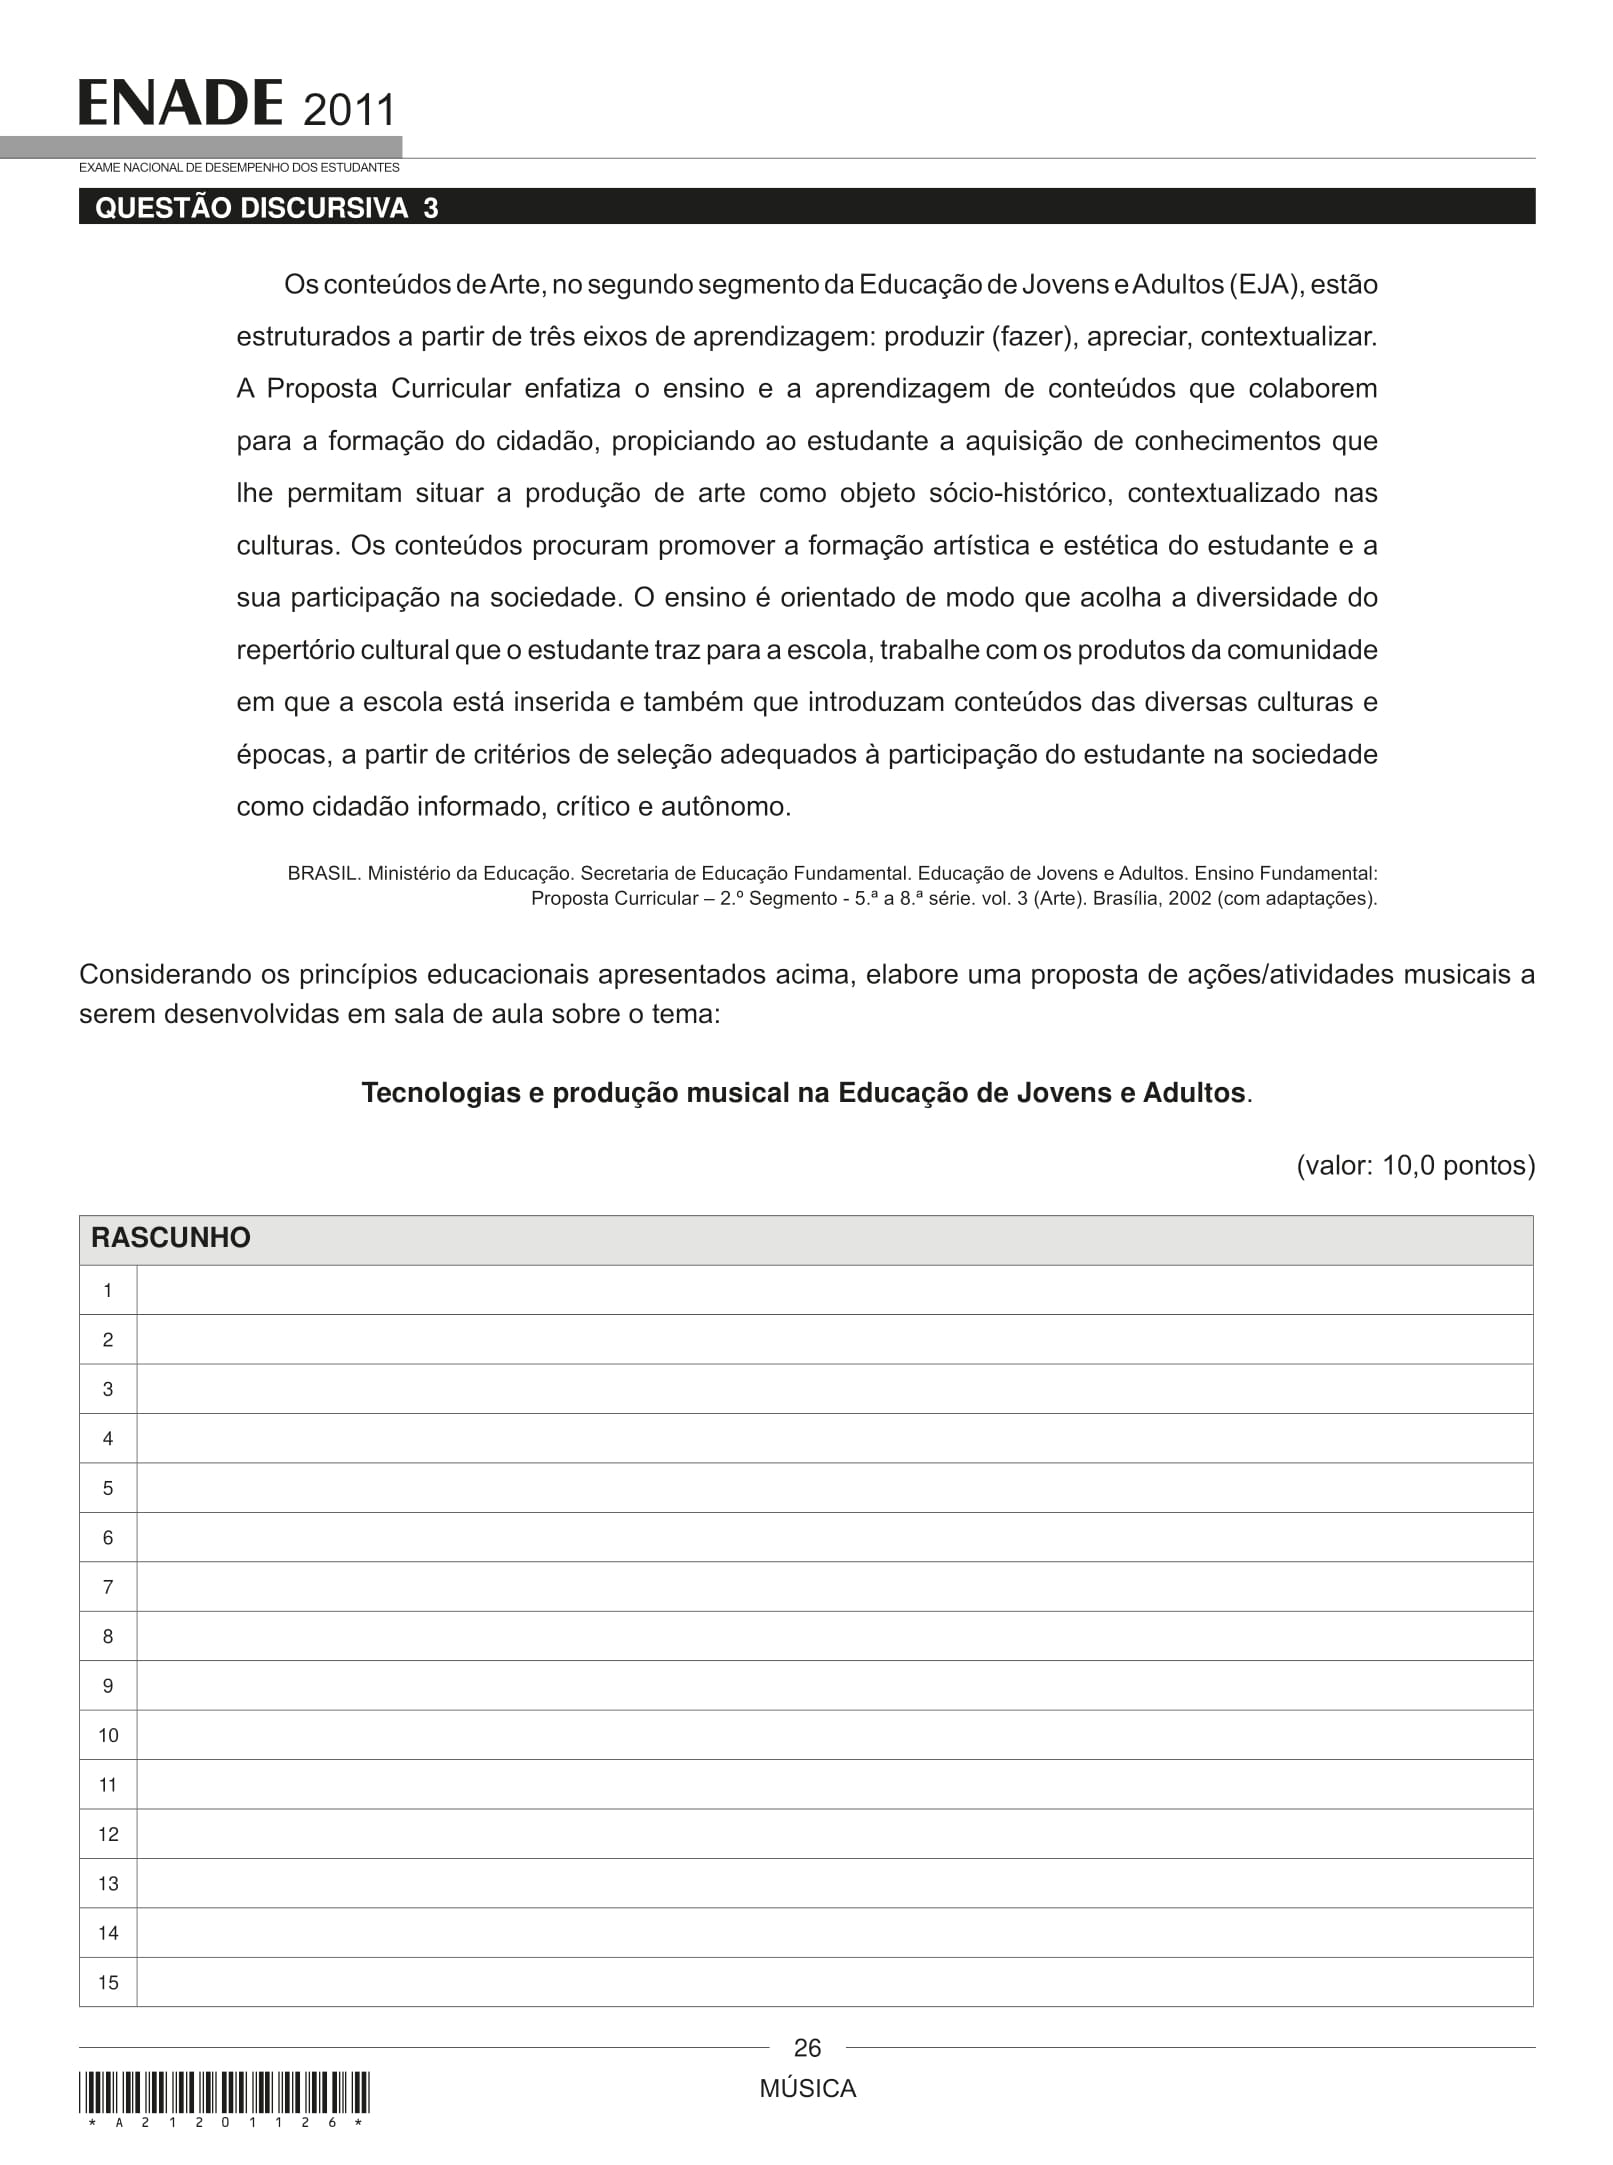 ENADE 2011
EXAME NACIONAL DE DESEMPENHO DOS ESTUDANTES
QUESTÃO DISCURSIVA 3
Os conteúdos de Arte, no segundo segmento da Educação de Jovens e Adultos (EJA), estão
estruturados a partir de três eixos de aprendizagem: produzir (fazer), apreciar, contextualizar.
A Proposta Curricular enfatiza o ensino e a aprendizagem de conteúdos que colaborem
para a formação do cidadão, propiciando ao estudante a aquisição de conhecimentos que
lhe permitam situar a produção de arte como objeto sócio-histórico, contextualizado nas
culturas. Os conteúdos procuram promover a formação artística e estética do estudante e a
sua participação na sociedade. O ensino é orientado de modo que acolha a diversidade do
repertório cultural que o estudante traz para a escola, trabalhe com os produtos da comunidade
em que a escola está inserida e também que introduzam conteúdos das diversas culturas e
épocas, a partir de critérios de seleção adequados à participação do estudante na sociedade
como cidadão informado, crítico e autônomo.
BRASIL. Ministério da Educação. Secretaria de Educação Fundamental. Educação de Jovens e Adultos. Ensino Fundamental:
Proposta Curricular – 2.º Segmento - 5.ª a 8.ª série. vol. 3 (Arte). Brasília, 2002 (com adaptações).
Considerando os princípios educacionais apresentados acima, elabore uma proposta de ações/atividades musicais a
serem desenvolvidas em sala de aula sobre o tema:
Tecnologias e produção musical na Educação de Jovens e Adultos.
(valor: 10,0 pontos)
RASCUNHO
1
2
3
4
5
6
7
8
9
10
11
12
13
14
15
26
MÚSICA
* A 2 1 2 0 1 1 2 6 *